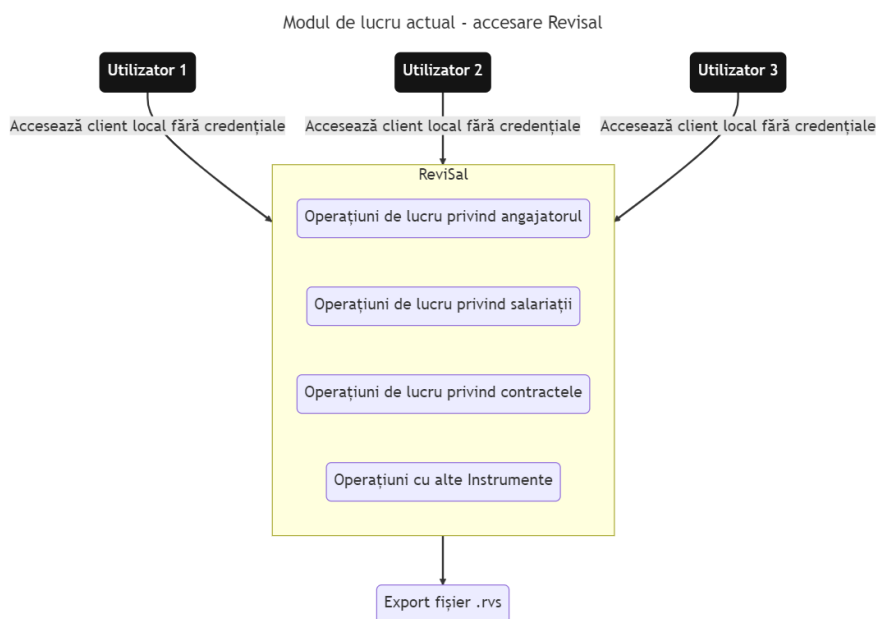 Modul de lucru actual - accesare Revisal
Utilizator 1
Utilizator 2
Utilizator 3
Accesează client local fără credențiale
Accesează client local fără credențiale
Accesează client local fără credențiale
ReviSal
Operațiuni de lucru privind angajatorul
Operațiuni de lucru privind salariații
Operațiuni de lucru privind contractele
Operațiuni cu alte Instrumente
Export fișier .rvs